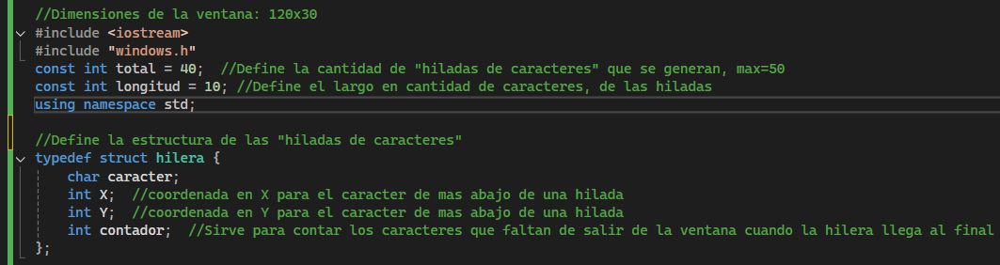 //Dimensiones de la ventana: 120x30
#include <iostream>
#include "windows.h"
const int total = 40;  //Define la cantidad de "hiladas de caracteres" que se generan, max=50
const int longitud = 10; //Define el largo en cantidad de caracteres, de las hiladas
using namespace std;
//Define la estructura de las "hiladas de caracteres"
typedef struct hilera {
    char caracter;
    int X;  //coordenada en X para el caracter de mas abajo de una hilada
    int Y;  //coordenada en Y para el caracter de mas abajo de una hilada
    int contador;  //Sirve para contar los caracteres que faltan de salir de la ventana cuando la hilera llega al final
};